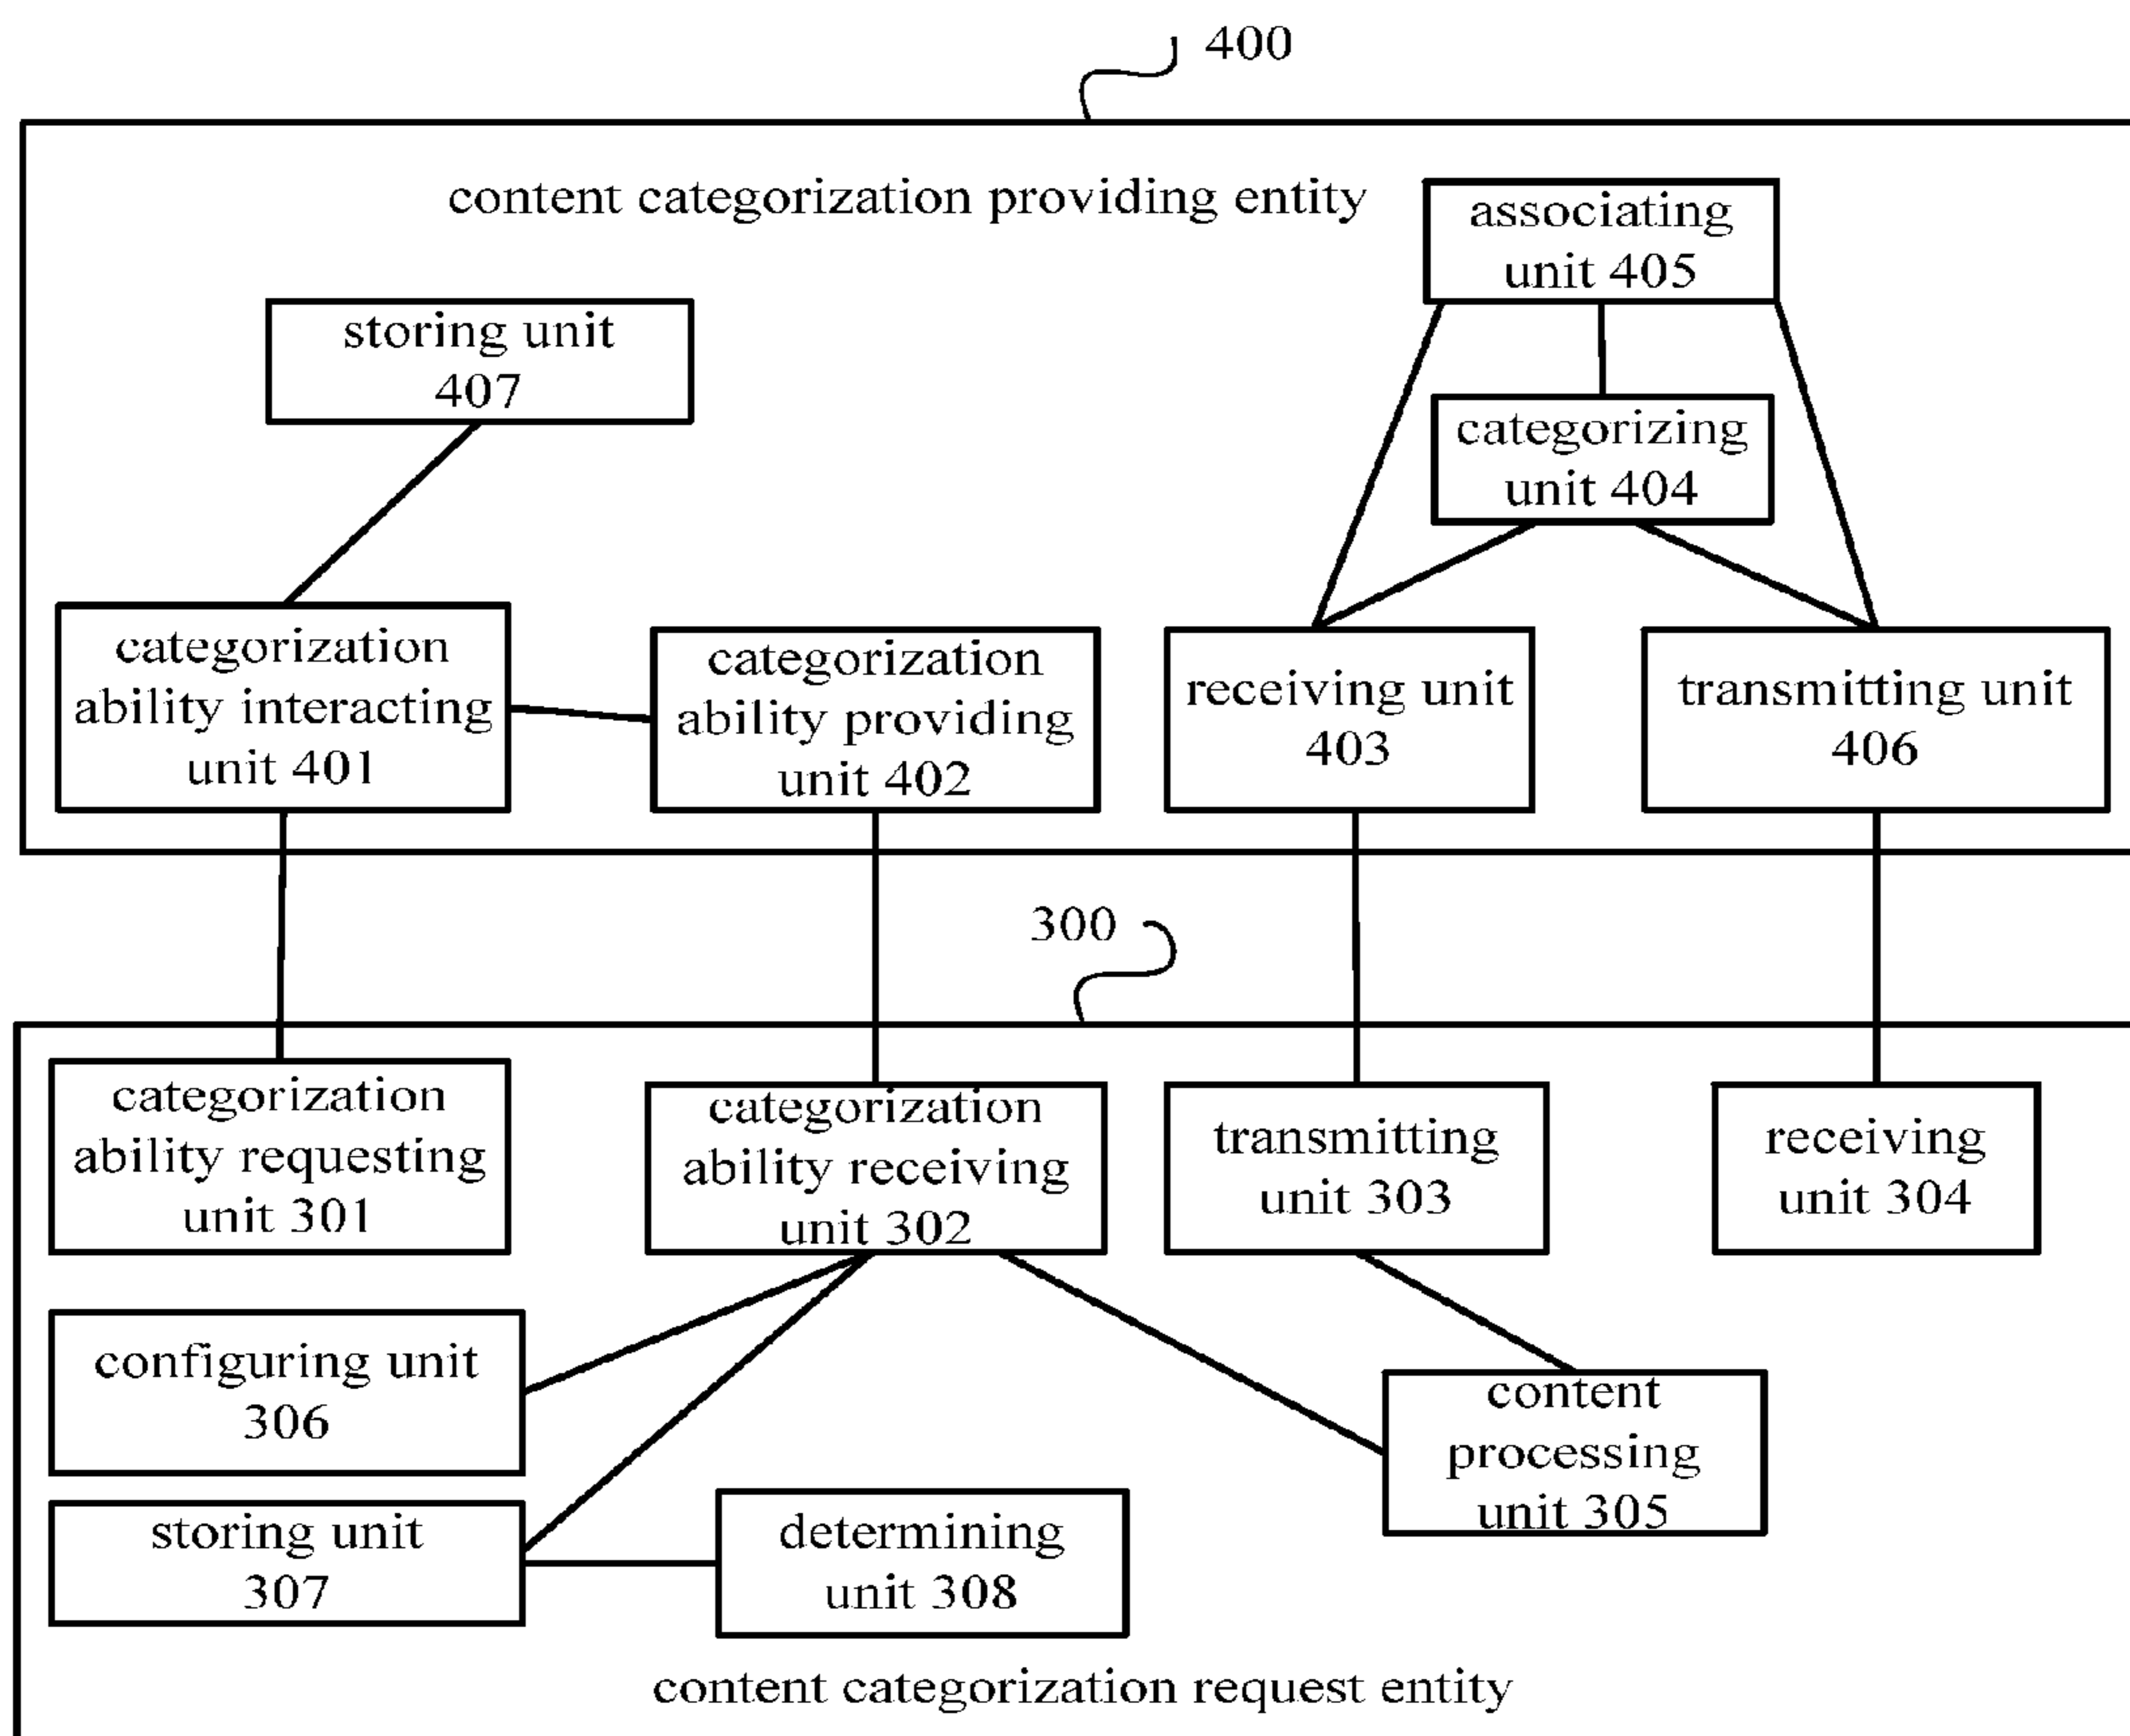 400
content categorization providing entity
associating
unit 405
storing unit
407
categorizing
unit 404
categorization
ability interacting
unit 401
categorization
ability providing
unit 402
receiving unit
403
transmitting unit
406
300
categorization
ability requesting
unit 301
categorization
ability receiving
unit 302
transmitting
unit 303
receiving
unit 304
configuring unit
306
content
processing
unit 305
storing unit
307
determining
unit 308
content categorization request entity